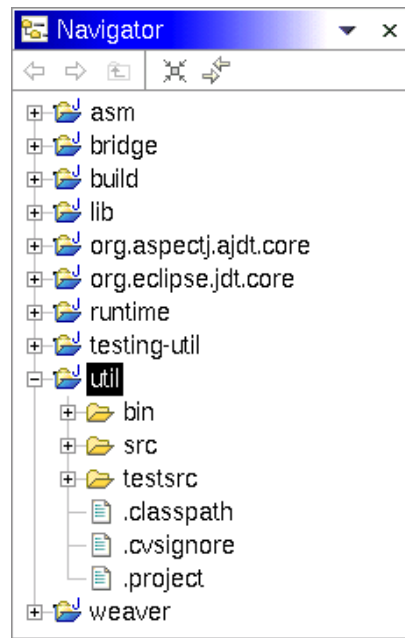 Navigator
asm
bridge
build
lib
org.aspectj.ajdt.core
org.eclipse.jdt.core
runtime
testing-util
util
bin
src
testsrc
.classpath
.cvsignore
.project
weaver